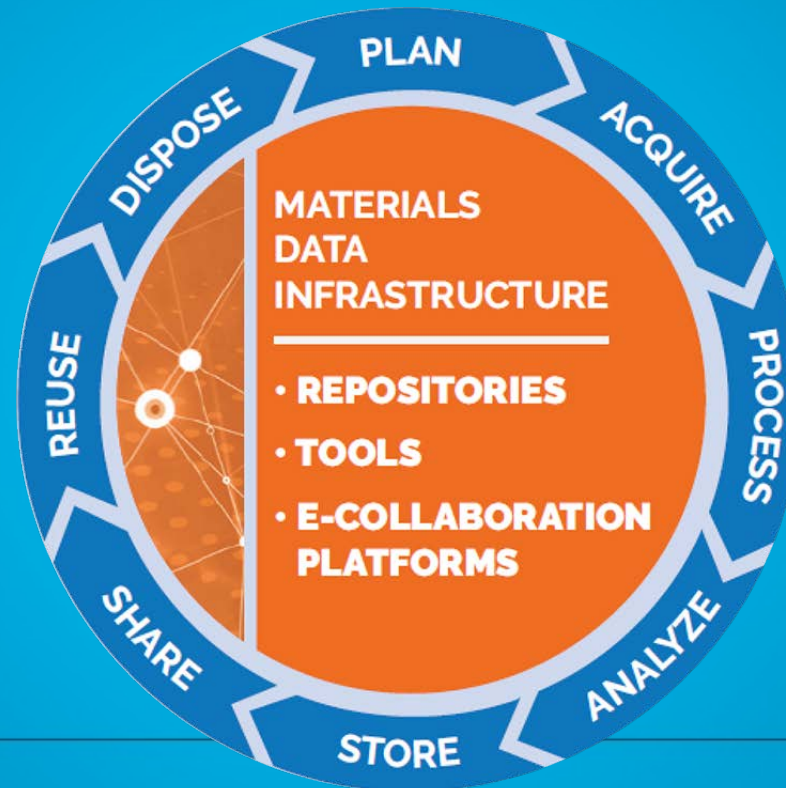 PLAN
ACQUIRE
PROCESS
ANALYZE
STORE
SHARE
REUSE
DISPOSE
MATERIALS
DATA
INFRASTRUCTURE
• REPOSITORIES
• TOOLS
• E-COLLABORATION
PLATFORMS